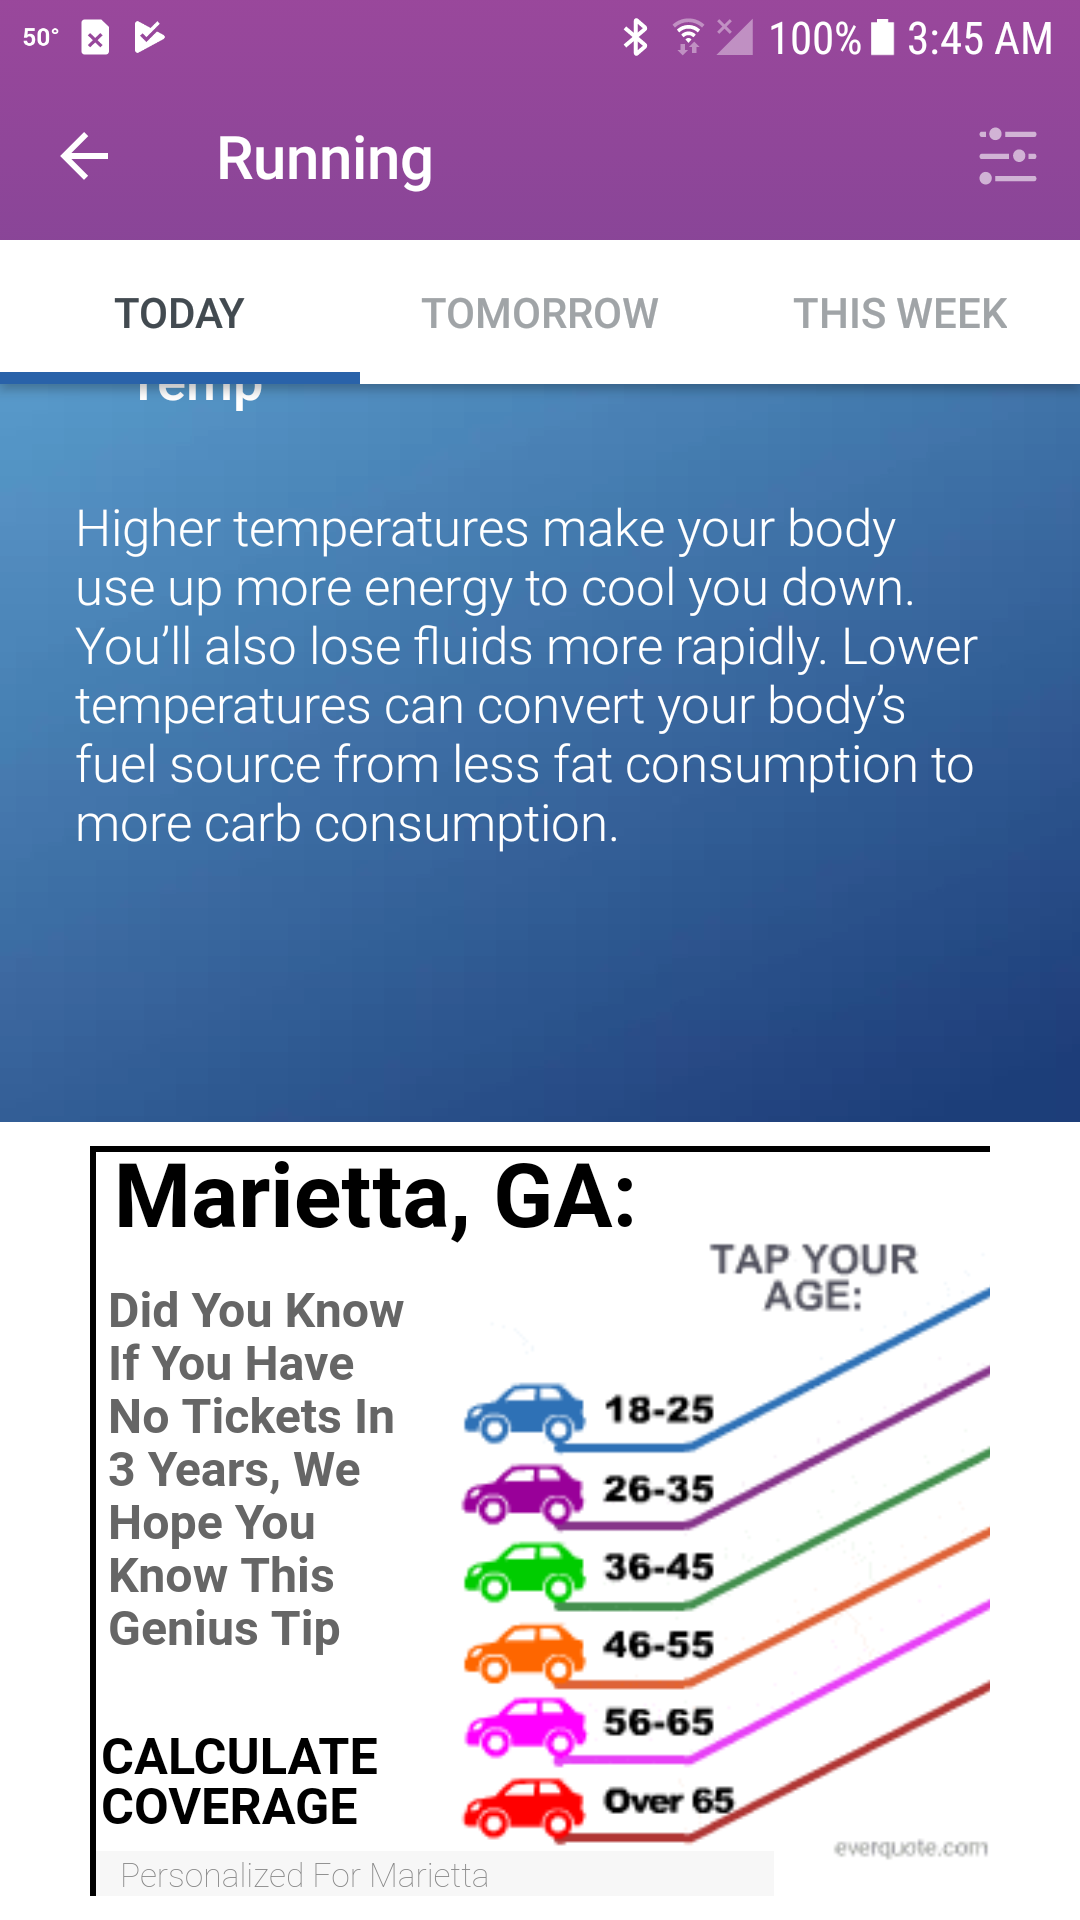 50°
100%
3:45 AM
Running
TODAY
TOMORROW
THIS WEEK
Temp
Higher temperatures make your body
use up more energy to cool you down.
You’ll also lose fluids more rapidly. Lower
temperatures can convert your body’s
fuel source from less fat consumption to
more carb consumption.
Marietta, GA:
TAP YOUR
AGE:
Did You Know
If You Have
No Tickets In
3 Years, We
Hope You
Know This
Genius Tip
18-25
26-35
36-45
46-55
56-65
Over 65
CALCULATE
COVERAGE
everquote.com
Personalized For Marietta